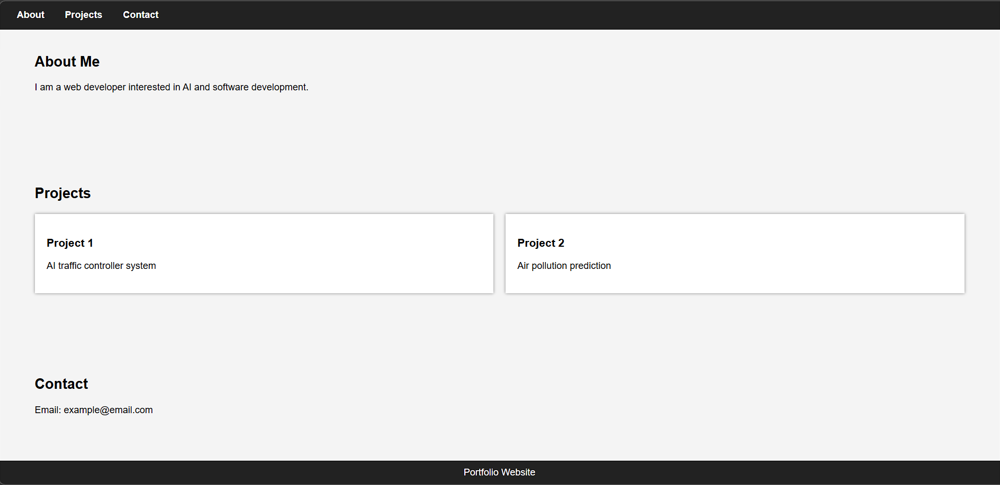 About Projects Contact
About Me
I am a web developer interested in AI and software development.
Projects
Project 1
AI traffic controller system
Project 2
Air pollution prediction
Contact
Email: example@email.com
Portfolio Website